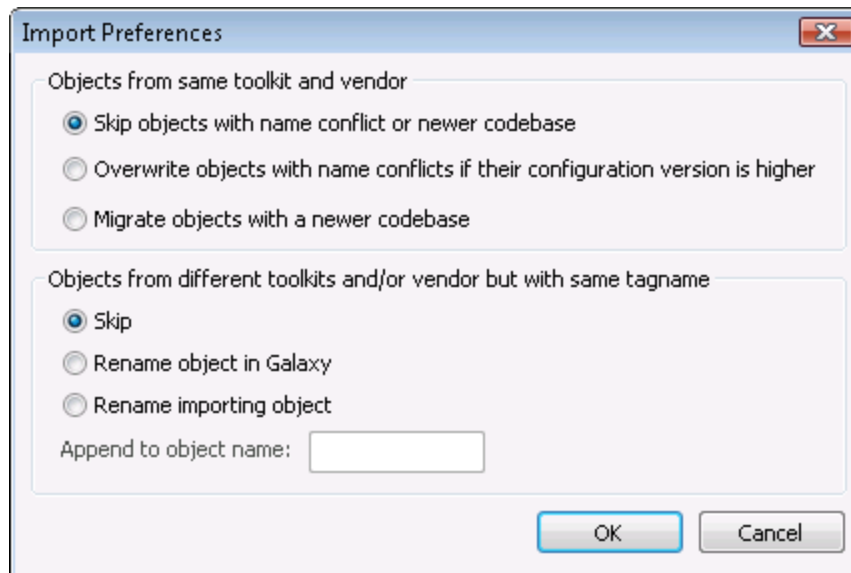 Import Preferences
Objects from same toolkit and vendor
Skip objects with name conflict or newer codebase
Overwrite objects with name conflicts if their configuration version is higher
Migrate objects with a newer codebase
Objects from different toolkits and/or vendor but with same tagname
Skip
Rename object in Galaxy
Rename importing object
Append to object name:
OK Cancel